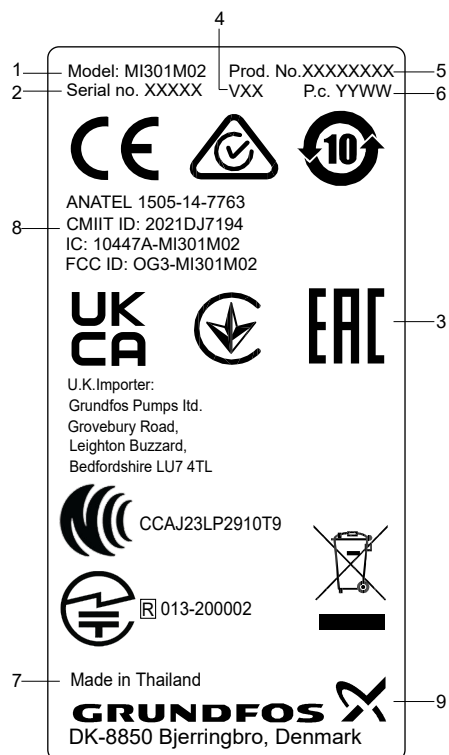 4
1 Model: MI301M02 Prod. No.XXXXXXXX 5
2 Serial no. XXXXX VXX P.c. YYWW 6
CE 10
ANATEL 1505-14-7763
8 CMIIT ID: 2021DJ7194
IC: 10447A-MI301M02
FCC ID: OG3-MI301M02
UK
CA
EAC
3
U.K.Importer:
Grundfos Pumps ltd.
Grovebury Road,
Leighton Buzzard,
Bedfordshire LU7 4TL
CCAJ23LP2910T9
R 013-200002
7 Made in Thailand
GRUNDFOS 9
DK-8850 Bjerringbro, Denmark